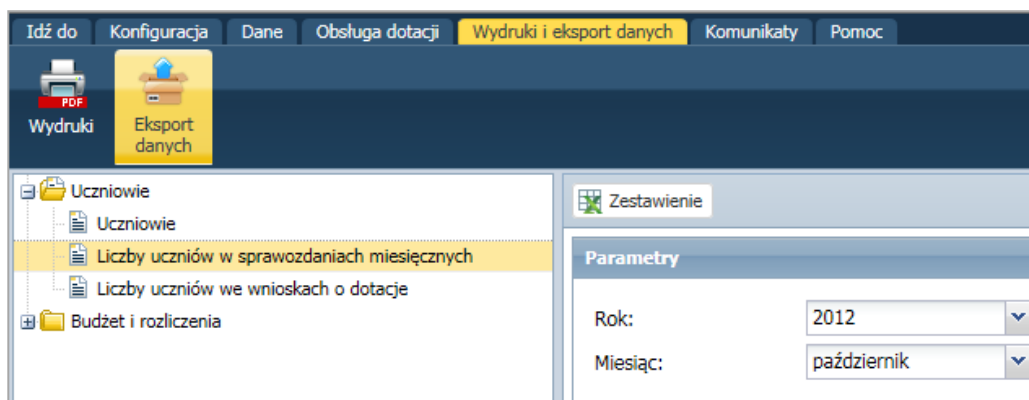 Idź do Konfiguracja Dane Obsługa dotacji Wydruki i eksport danych Komunikaty Pomoc
PDF
Wydruki
Eksport
danych
Uczniowie
Uczniowie
Liczby uczniów w sprawozdaniach miesięcznych
Liczby uczniów we wnioskach o dotacje
Budżet i rozliczenia
Zestawienie
Parametry
Rok: 2012
Miesiąc: październik